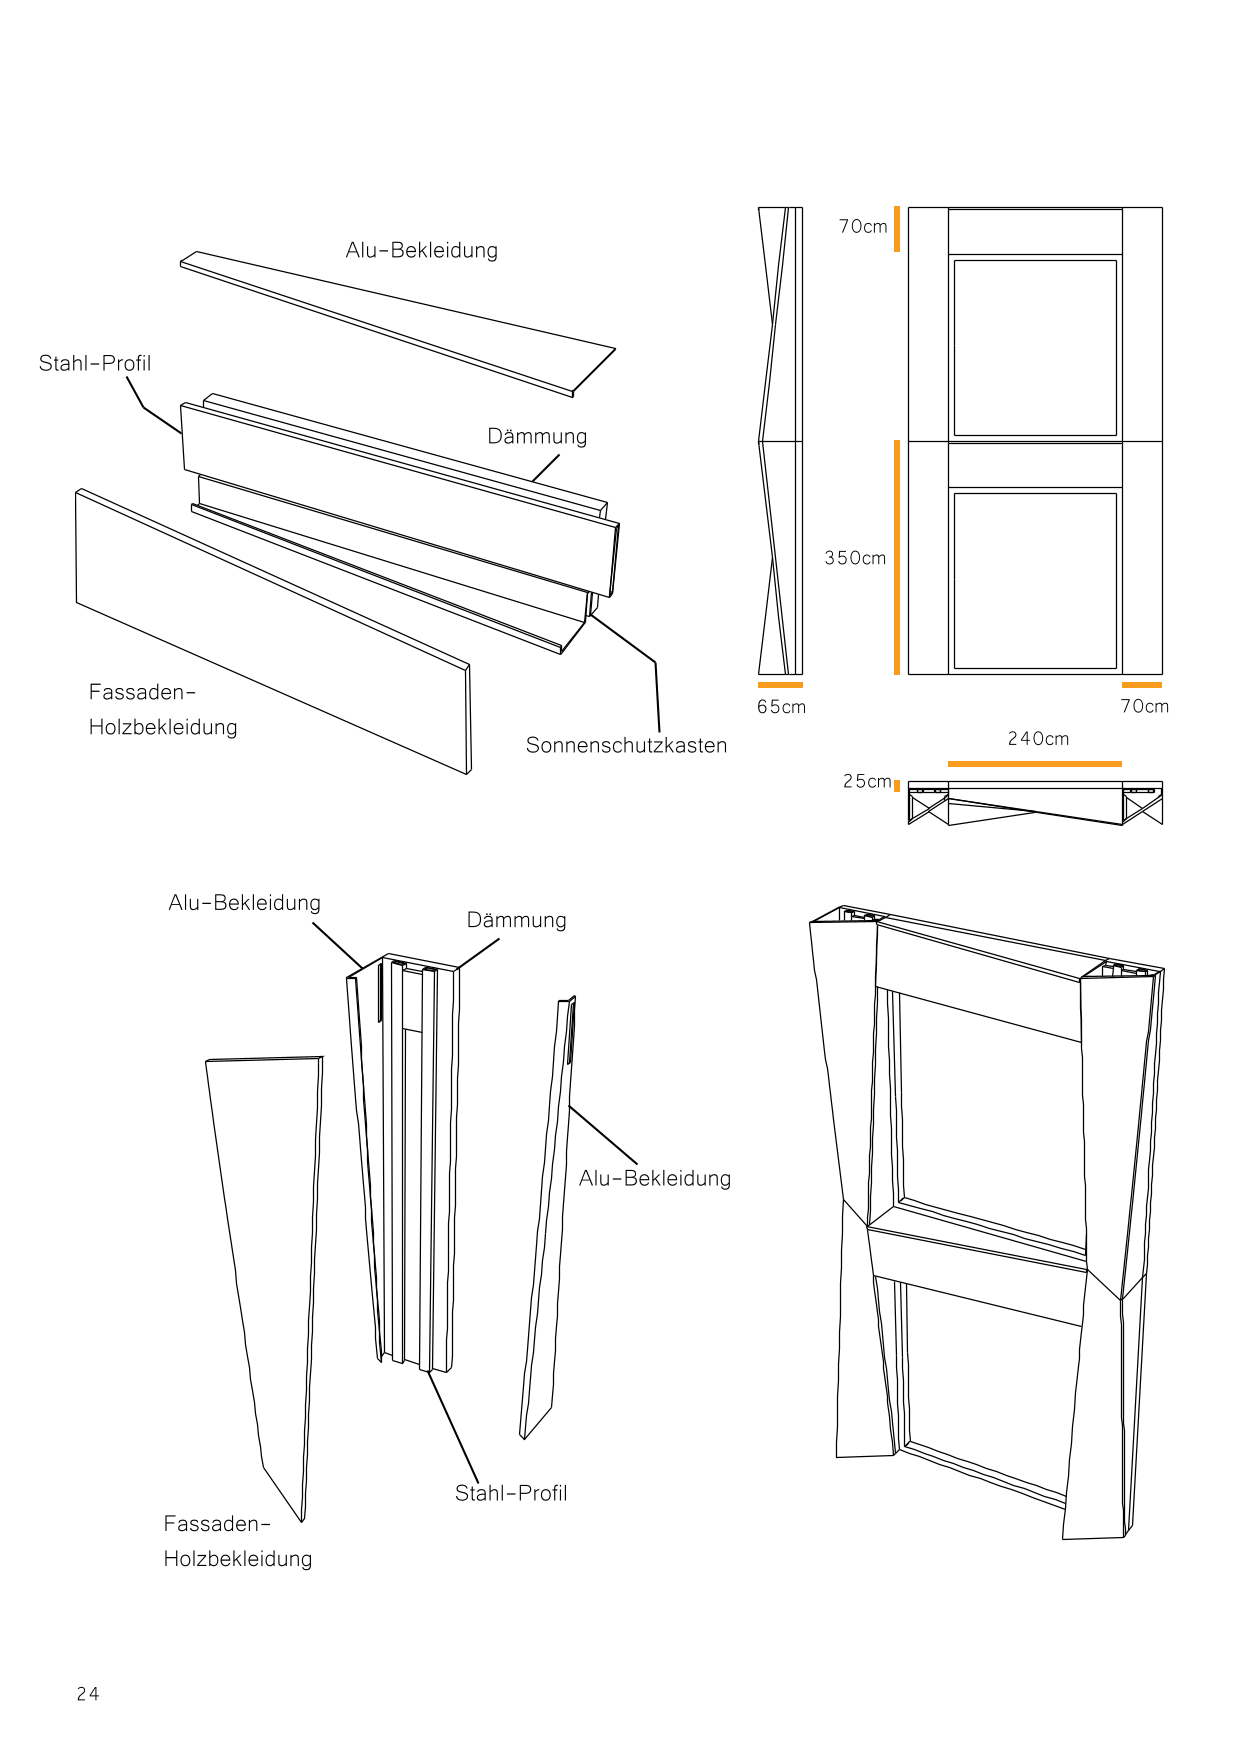 Alu-Bekleidung
Stahl-Profil
Dämmung
Fassaden-
Holzbekleidung
Sonnenschutzkasten
70cm
350cm
65cm
70cm
240cm
25cm
Alu-Bekleidung
Dämmung
Alu-Bekleidung
Stahl-Profil
Fassaden-
Holzbekleidung
24